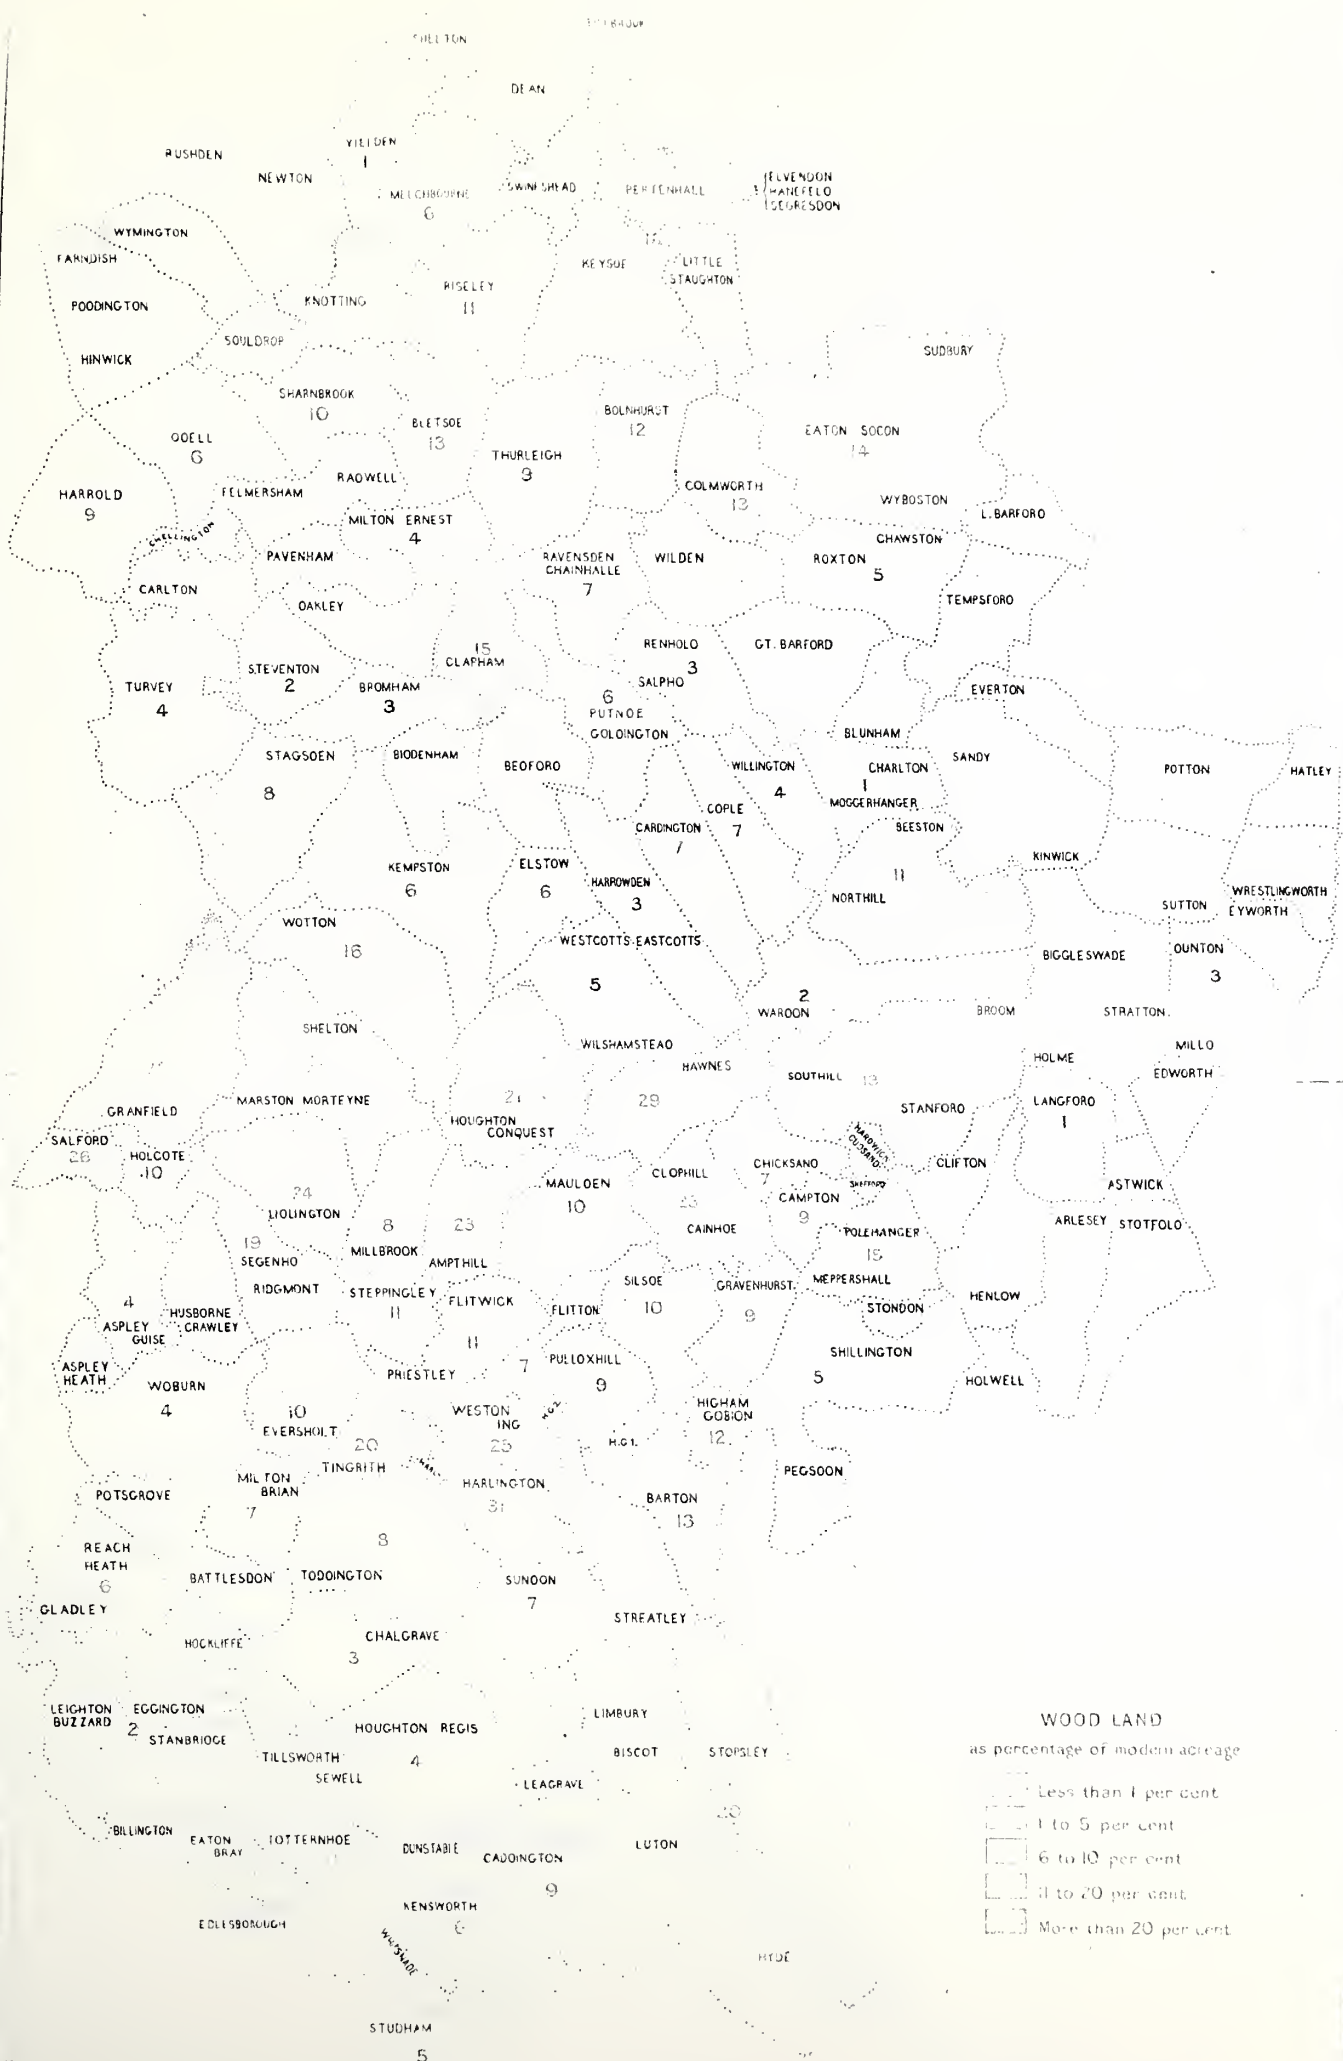 SHELTON
DEAN
YILLDEN
1
RUSHDEN
NEWTON
MELCHBOURNE
6
SWINESHEAD
PERTENHALL
ELVENDON
HANEFELD
SEGRESDON
WYMINGTON
FARNDISH
KEYSOE
LITTLE
STAUGHTON
RISELEY
11
KNOTTING
POODINGTON
SOULDROP
HINWICK
SUDBURY
SHARNBROOK
10
BLETSOE
13
BOLNHURST
12
EATON SOCON
14
ODELL
6
THURLEIGH
9
RADWELL
COLMWORTH
13
HARROLD
9
FELMERSHAM
WYBOSTON
L. BARFORD
MILTON ERNEST
4
CHELLINGTON
CHAWSTON
PAVENHAM
RAVENSDEN
CHAINHALLE
7
WILDEN
ROXTON
5
CARLTON
OAKLEY
TEMPSFORD
RENHOLD
3
GT. BARFORD
15
CLAPHAM
STEVENTON
2
SALPHO
TURVEY
4
BROMHAM
3
6
PUTNOE
GOLDINGTON
EVERTON
BLUNHAM
STAGSDEN
8
BIDDENHAM
BEDFORD
WILLINGTON
4
CHARLTON
1
MOGGERHANGER
SANDY
POTTON
HATLEY
COPLE
7
CARDINGTON
7
BEESTON
KEMPSTON
6
ELSTOW
6
HARROWDEN
3
11
NORTHILL
KINWICK
WRESTLINGWORTH
SUTTON
EYWORTH
WOTTON
16
WESTCOTTS EASTCOTTS
5
BIGGLESWADE
DUNTON
3
2
WARDON
BROOM
STRATTON
SHELTON
WILSHAMSTEAD
HAWNES
29
SOUTHILL 13
HOLME
MILLO
EDWORTH
MARSTON MORTEYNE
21
HOUGHTON
CONQUEST
STANFORD
LANGFORD
1
CRANFIELD
SALFORD
26
HOLCOTE
10
HARDWICK
CHICKSAND
7
CLIFTON
SHEFFORD
ASTWICK
MAULDEN
10
CLOPHILL
23
CAINHOE
CAMPTON
9
24
LIDLINGTON
8
MILLBROOK
23
AMPTHILL
POLEHANGER
15
MEPPERSHALL
ARLESEY
STOTFOLD
19
SEGENHO
RIDGMONT
STEPPINGLEY
11
FLITWICK
11
FLITTON
7
SILSOE
10
GRAVENHURST
9
STONDON
HENLOW
4
ASPLEY
GUISE
HUSBORNE
CRAWLEY
ASPLEY
HEATH
WOBURN
4
PRIESTLEY
PULLOXHILL
9
SHILLINGTON
5
HOLWELL
10
EVERSHOLT
WESTON
ING
23
H.G.2
H.G.1.
HIGHAM
GOBION
12
20
TINGRITH
HARLINGTON
31
PEGSDON
POTSGROVE
MILTON
BRIAN
7
BARTON
13
REACH
HEATH
6
BATTLESDON
8
TODDINGTON
SUNDON
7
GLADLEY
HOCKLIFFE
CHALGRAVE
3
STREATLEY
LEIGHTON
BUZZARD
2
EGGINGTON
STANBRIDGE
HOUGHTON REGIS
4
LIMBURY
TILLSWORTH
SEWELL
BISCOT
STOPSLEY
LEAGRAVE
BILLINGTON
EATON
BRAY
TOTTERNHOE
DUNSTABLE
CADDINGTON
9
LUTON
KENSWORTH
6
EDLESBOROUGH
WHIPSNADE
HYDE
STUDHAM
5
WOOD LAND
as percentage of modern acreage
Less than 1 per cent.
1 to 5 per cent
6 to 10 per cent
11 to 20 per cent.
More than 20 per cent.